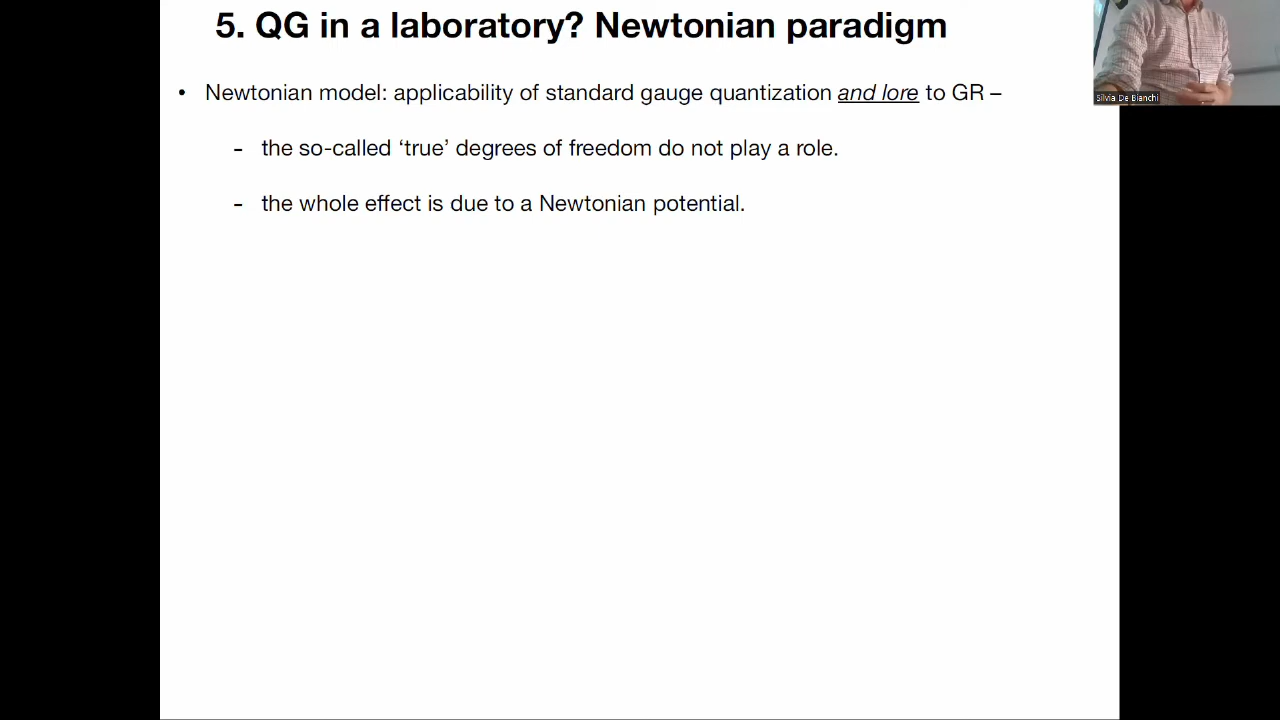 5. QG in a laboratory? Newtonian paradigm
• Newtonian model: applicability of standard gauge quantization and lore to GR –
- the so-called ‘true’ degrees of freedom do not play a role.
- the whole effect is due to a Newtonian potential.
Silvia De Bianchi